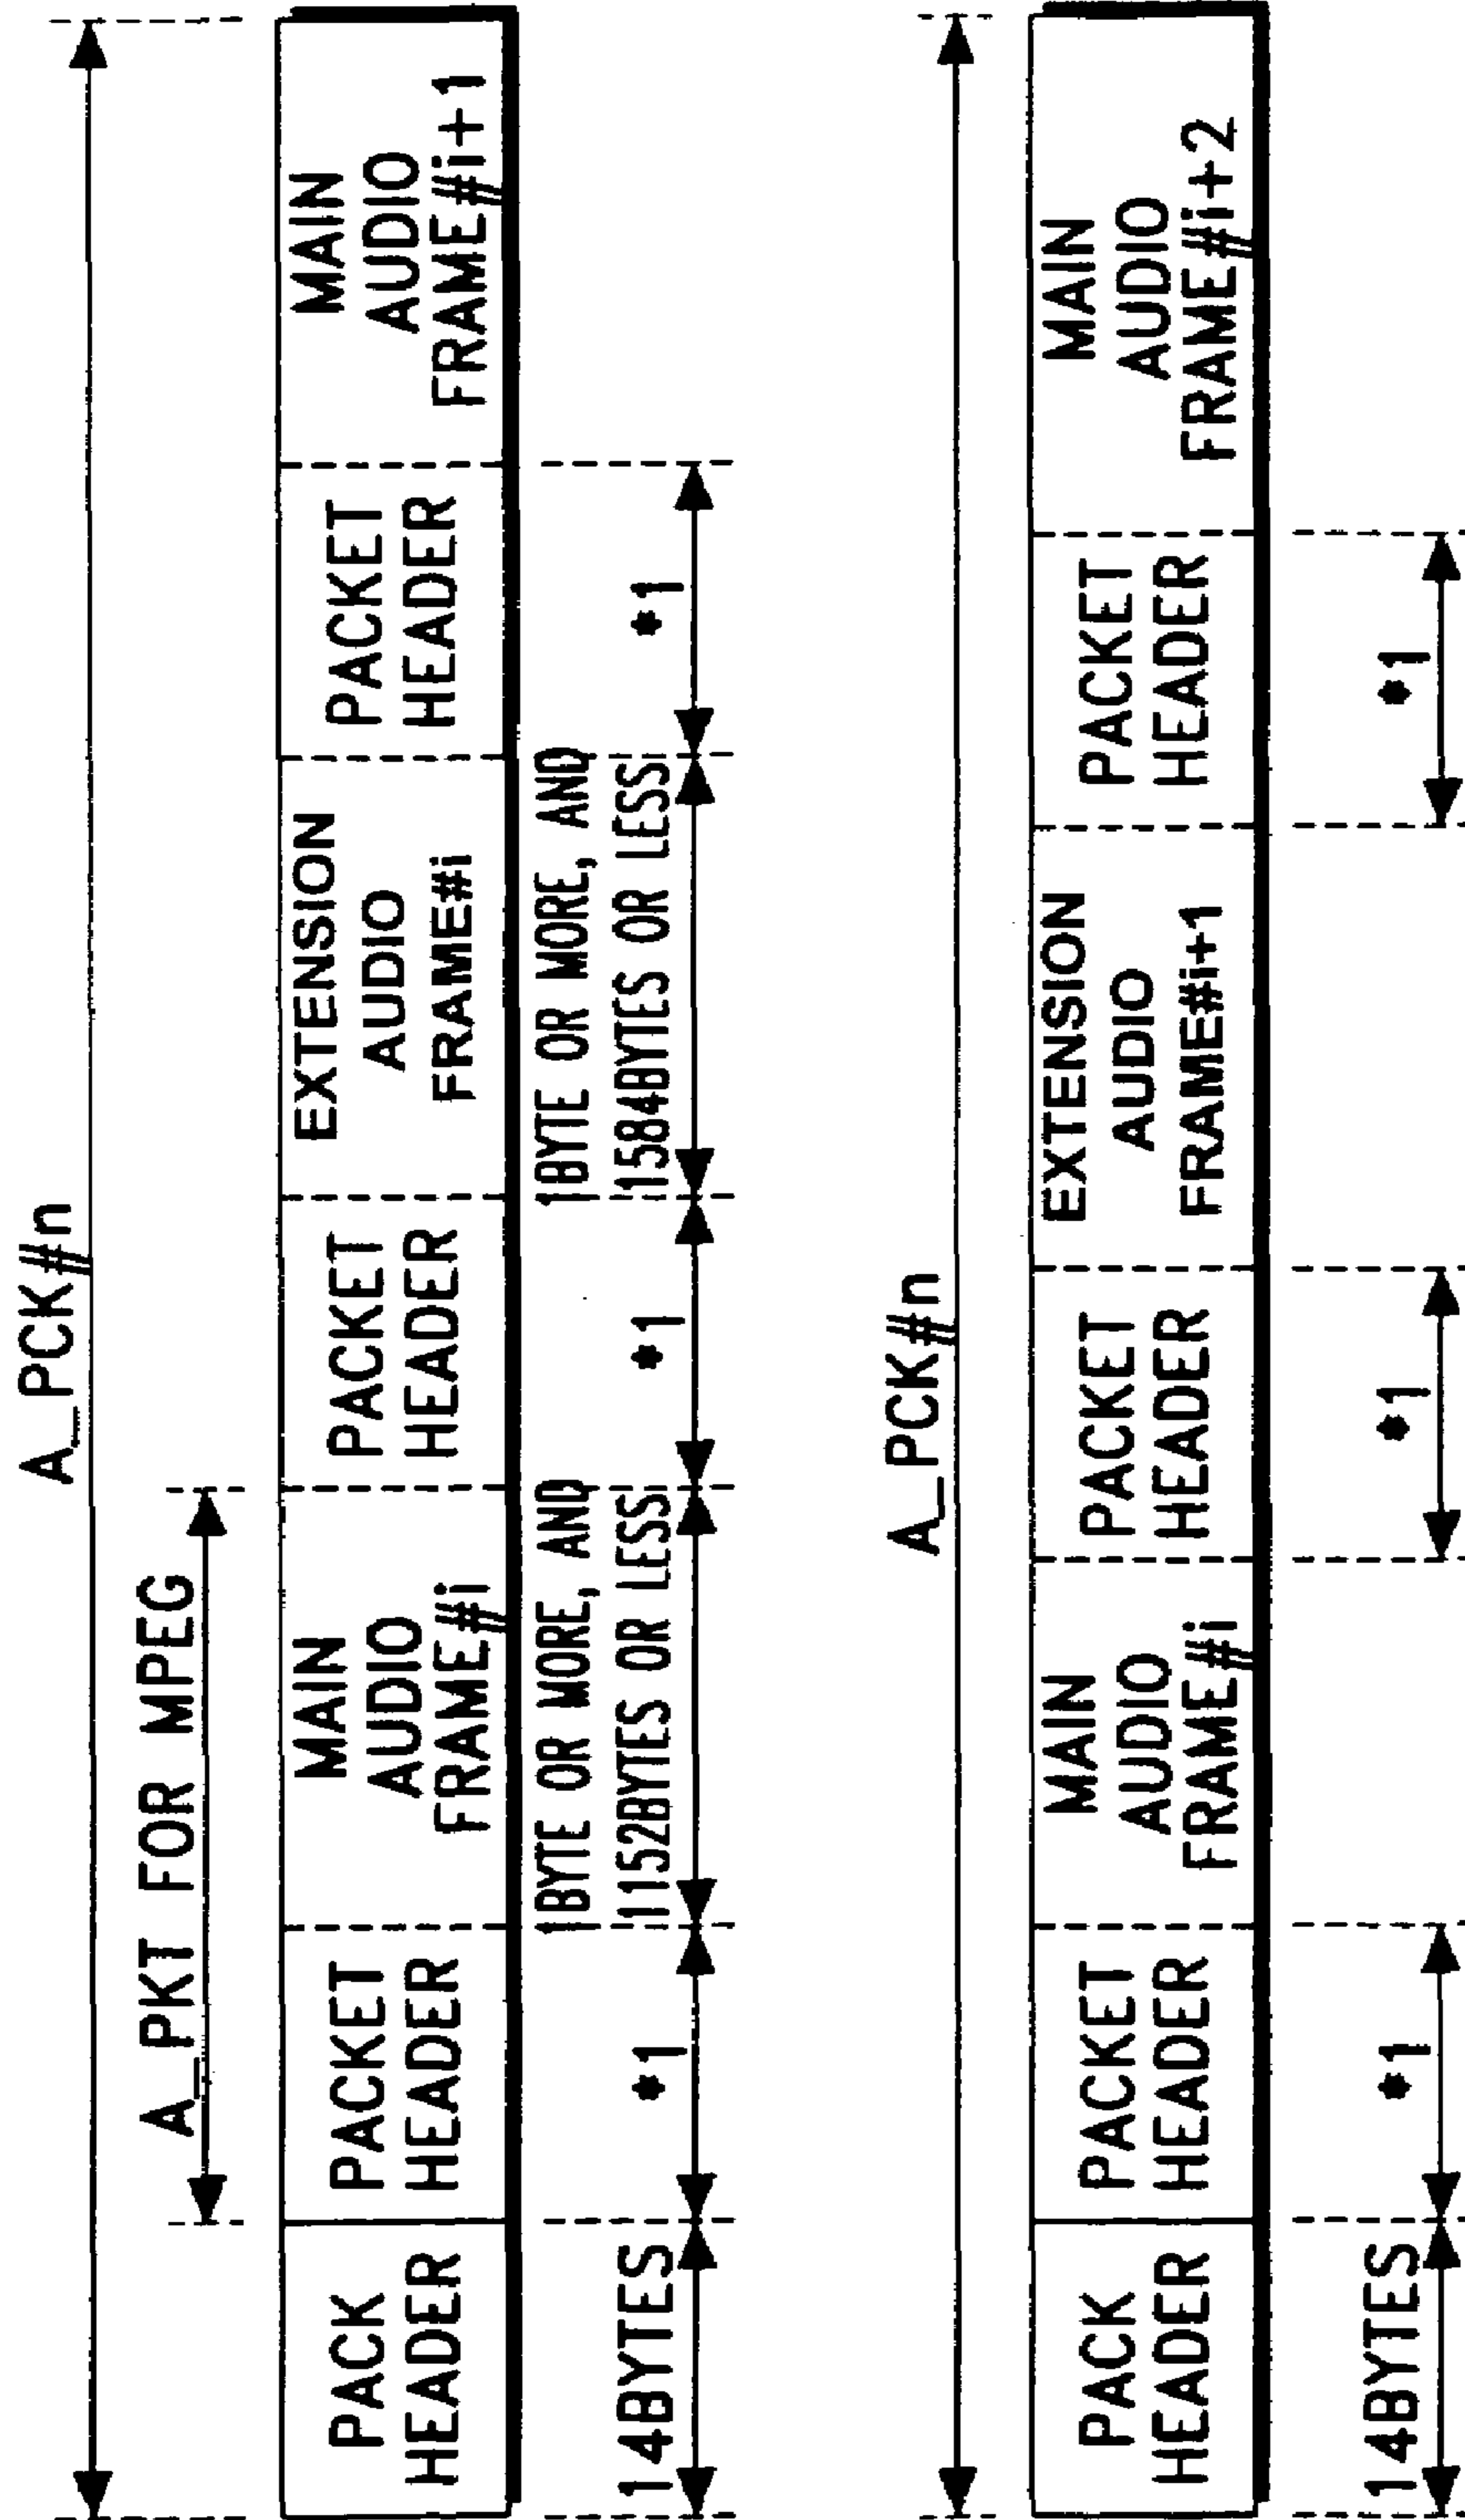 A_PCK#n
A_PKT FOR MPEG
PACK
HEADER
PACKET
HEADER
MAIN
AUDIO
FRAME#i
PACKET
HEADER
EXTENSION
AUDIO
FRAME#i
PACKET
HEADER
MAIN
AUDIO
FRAME#i+1
14BYTES
*1
1BYTE OR MORE, AND
1152BYTES OR LESS
*1
1BYTE OR MORE, AND
1584BYTES OR LESS
*1
A_PCK#n
PACK
HEADER
PACKET
HEADER
MAIN
AUDIO
FRAME#i
PACKET
HEADER
EXTENSION
AUDIO
FRAME#i+1
PACKET
HEADER
MAIN
AUDIO
FRAME#i+2
14BYTES
*1
*1
*1